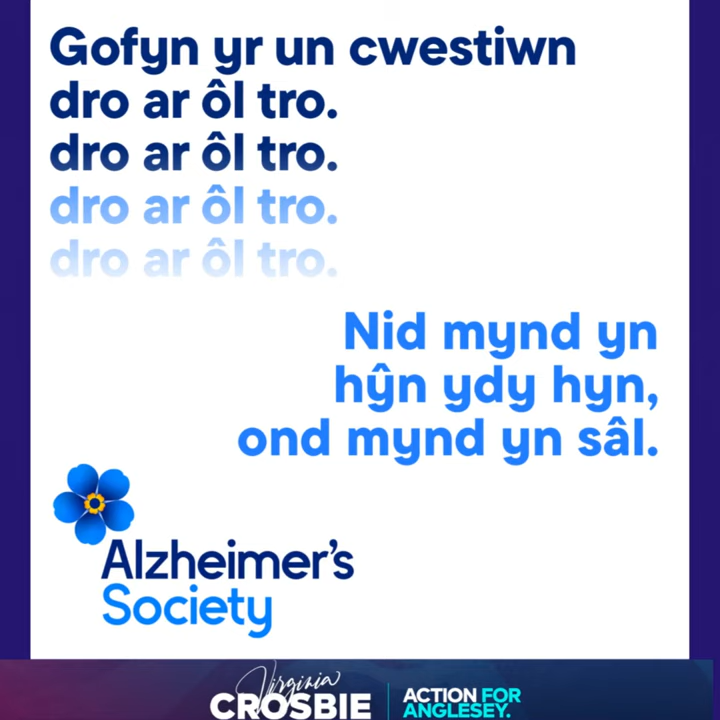 Gofyn yr un cwestiwn
dro ar ôl tro.
dro ar ôl tro.
dro ar ôl tro.
dro ar ôl tro.
Nid mynd yn
hŷn ydy hyn,
ond mynd yn sâl.
Alzheimer's
Society
Virginia
CROSBIE
ACTION FOR
ANGLESEY.